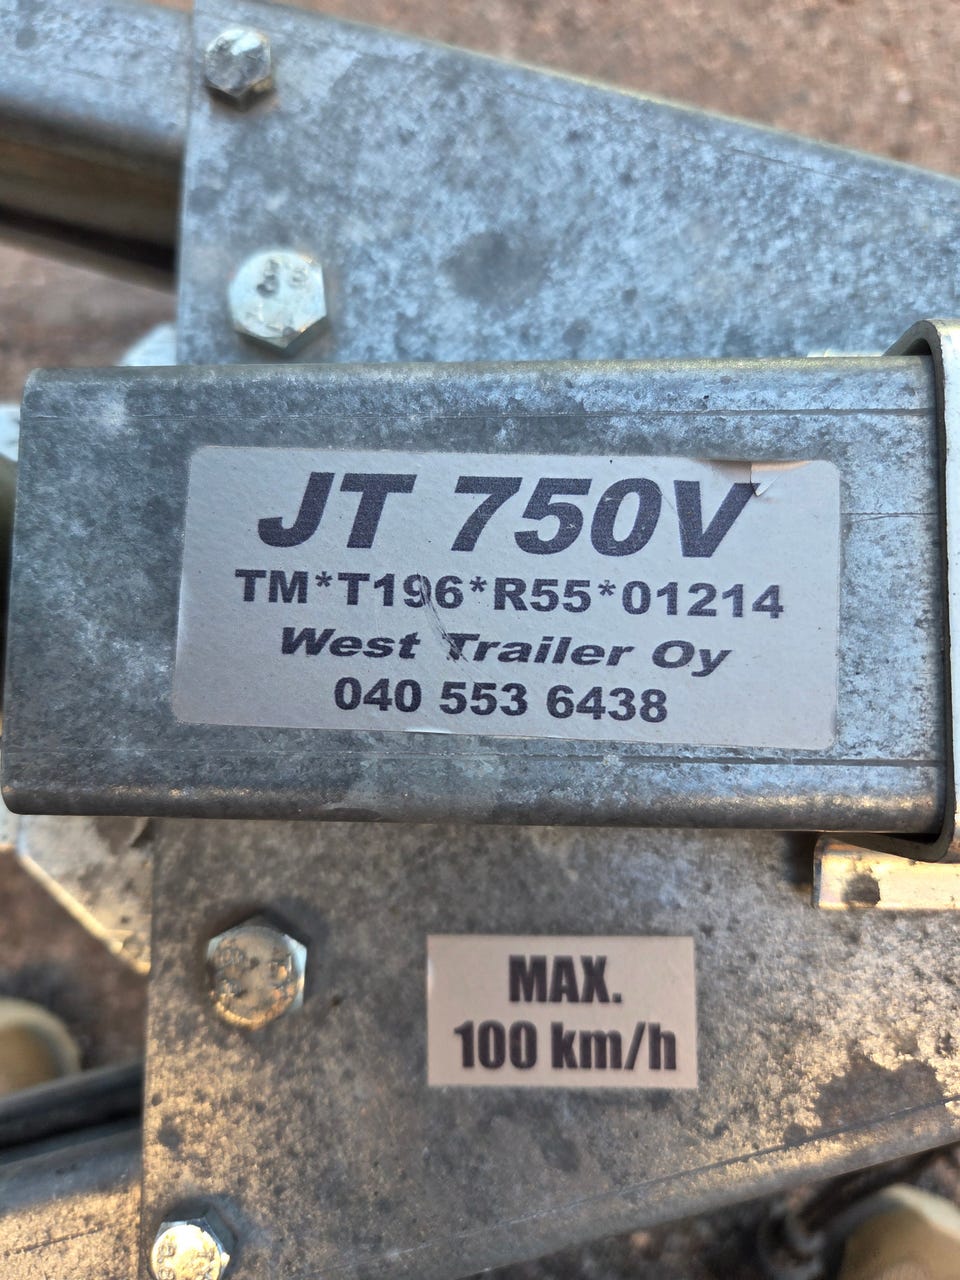 JT 750V
TM*T196*R55*01214
West Trailer Oy
040 553 6438
MAX.
100 km/h